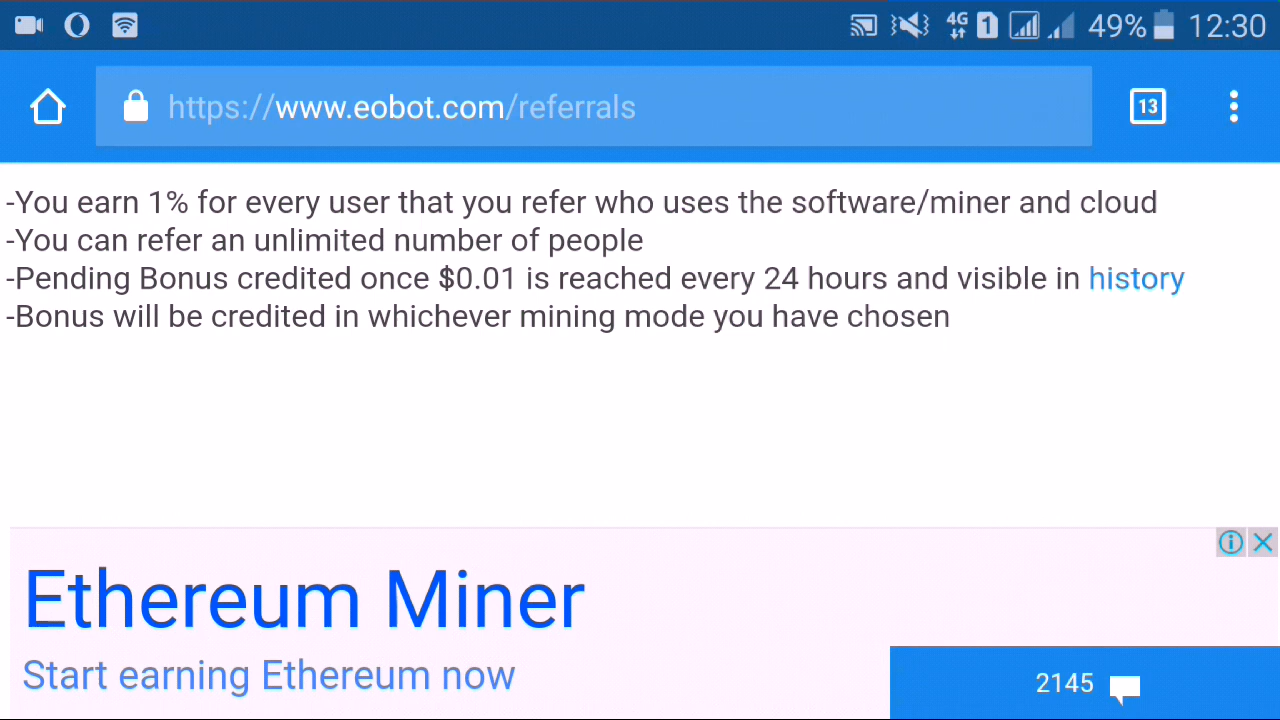 4G 1 49% 12:30
https://www.eobot.com/referrals 13
-You earn 1% for every user that you refer who uses the software/miner and cloud
-You can refer an unlimited number of people
-Pending Bonus credited once $0.01 is reached every 24 hours and visible in history
-Bonus will be credited in whichever mining mode you have chosen
Ethereum Miner
Start earning Ethereum now
2145